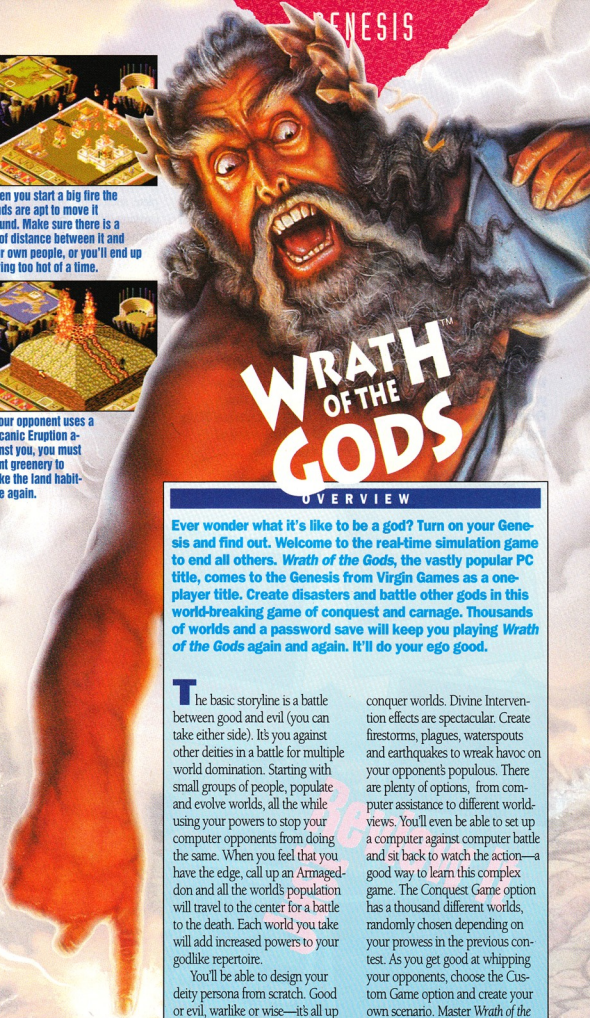 GENESIS
en you start a big fire the
ds are apt to move it
und. Make sure there is a
of distance between it and
r own people, or you'll end up
ing too hot of a time.
our opponent uses a
canic Eruption a-
nst you, you must
nt greenery to
ke the land habit-
e again.
WRATH™
OF THE
GODS
OVERVIEW
Ever wonder what it's like to be a god? Turn on your Gene-
sis and find out. Welcome to the real-time simulation game
to end all others. Wrath of the Gods, the vastly popular PC
title, comes to the Genesis from Virgin Games as a one-
player title. Create disasters and battle other gods in this
world-breaking game of conquest and carnage. Thousands
of worlds and a password save will keep you playing Wrath
of the Gods again and again. It'll do your ego good.
The basic storyline is a battle
between good and evil (you can
take either side). It's you against
other deities in a battle for multiple
world domination. Starting with
small groups of people, populate
and evolve worlds, all the while
using your powers to stop your
computer opponents from doing
the same. When you feel that you
have the edge, call up an Armaged-
don and all the world's population
will travel to the center for a battle
to the death. Each world you take
will add increased powers to your
godlike repertoire.
You'll be able to design your
deity persona from scratch. Good
or evil, warlike or wise—it's all up
conquer worlds. Divine Interven-
tion effects are spectacular. Create
firestorms, plagues, waterspouts
and earthquakes to wreak havoc on
your opponent's populous. There
are plenty of options, from com-
puter assistance to different world-
views. You'll even be able to set up
a computer against computer battle
and sit back to watch the action—a
good way to learn this complex
game. The Conquest Game option
has a thousand different worlds,
randomly chosen depending on
your prowess in the previous con-
test. As you get good at whipping
your opponents, choose the Cus-
tom Game option and create your
own scenario. Master Wrath of the